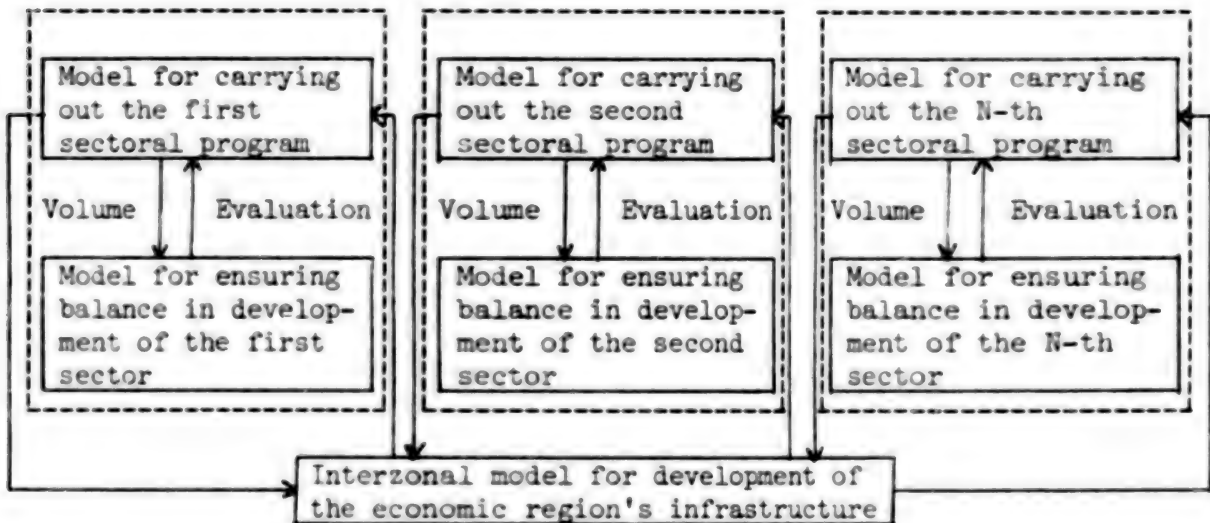 Model for carrying
out the first
sectoral program
Volume Evaluation
Model for ensuring
balance in develop-
ment of the first
sector
Model for carrying
out the second
sectoral program
Volume Evaluation
Model for ensuring
balance in develop-
ment of the second
sector
Model for carrying
out the N-th
sectoral program
Volume Evaluation
Model for ensuring
balance in develop-
ment of the N-th
sector
Interzonal model for development of
the economic region's infrastructure